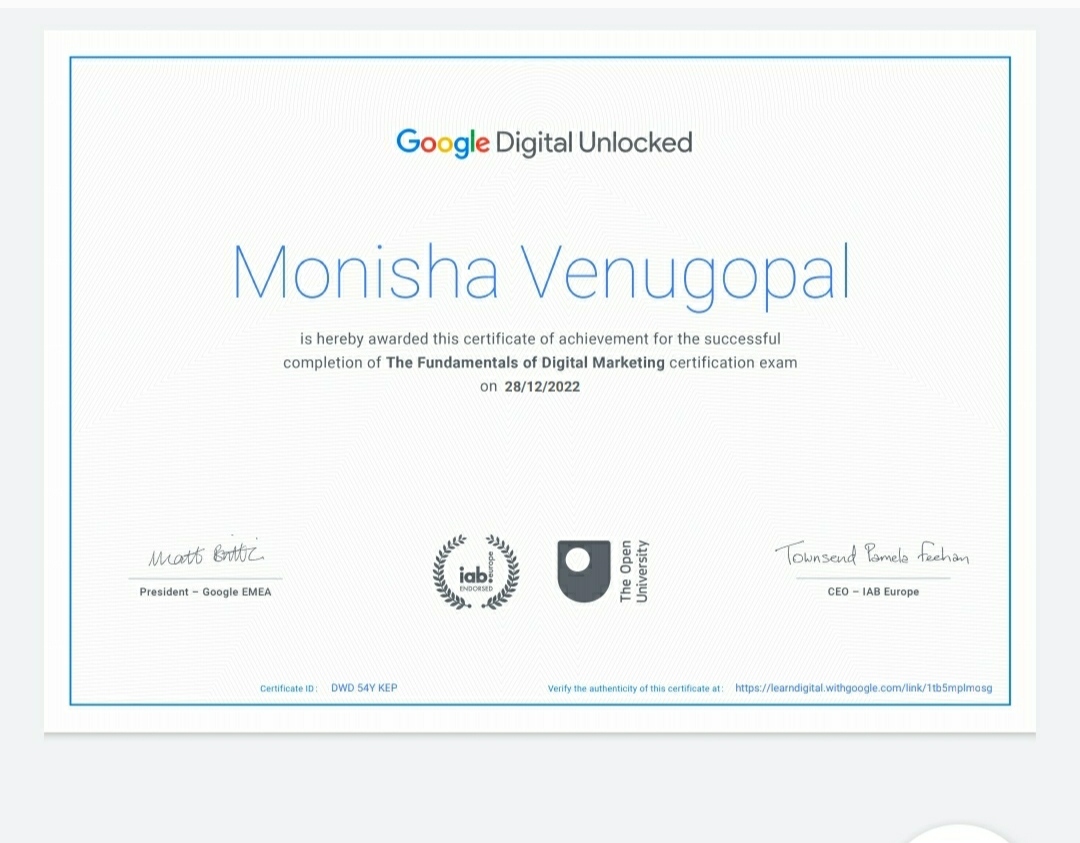 Google Digital Unlocked
Monisha Venugopal
is hereby awarded this certificate of achievement for the successful
completion of The Fundamentals of Digital Marketing certification exam
on 28/12/2022
Matt
President – Google EMEA
iab europe
ENDORSED
The Open
University
Townsend Pamela Feehan
CEO – IAB Europe
Certificate ID: DWD 54Y KEP
Verify the authenticity of this certificate at: https://learndigital.withgoogle.com/link/1tb5mplmasg